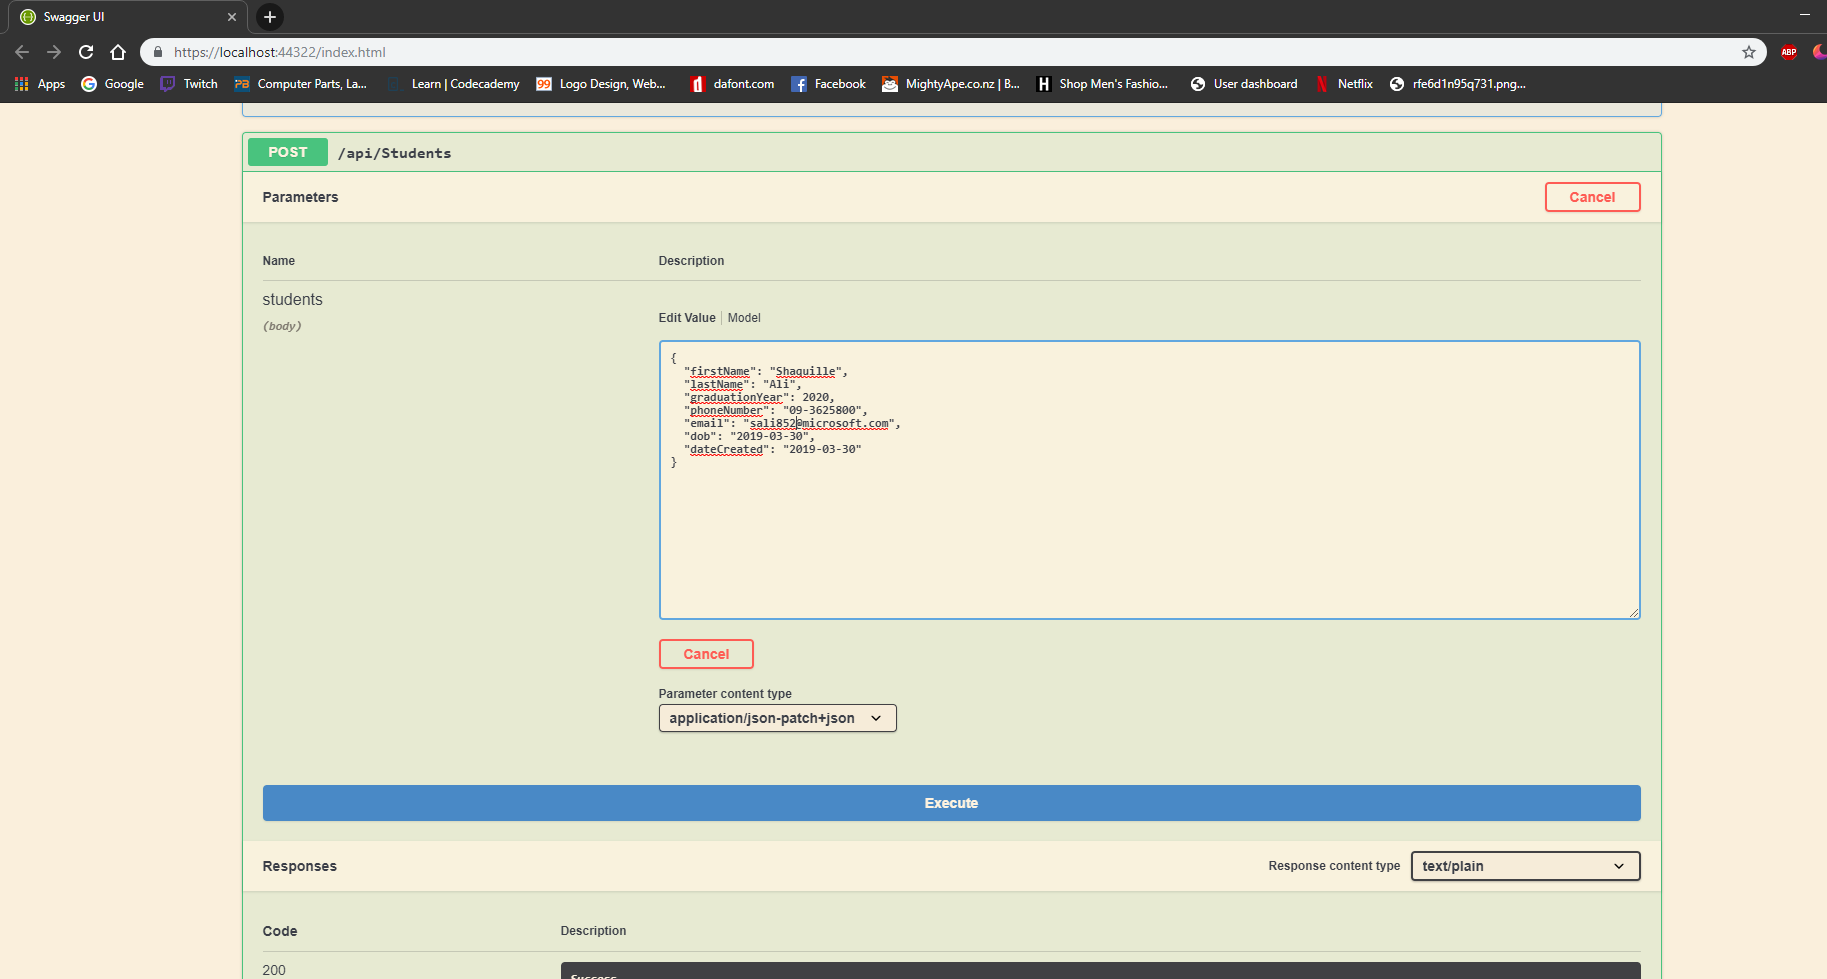 Swagger UI
https://localhost:44322/index.html
ABP
Apps
Google
Twitch
PB Computer Parts, La...
Learn | Codecademy
99 Logo Design, Web...
d dafont.com
f Facebook
MightyApe.co.nz | B...
H Shop Men's Fashio...
User dashboard
N Netflix
rfe6d1n95q731.png...
POST /api/Students
Parameters
Cancel
Name Description
students
(body)
Edit Value | Model
{
"firstName": "Shaquille",
"lastName": "Ali",
"graduationYear": 2020,
"phoneNumber": "09-3625800",
"email": "sali852@microsoft.com",
"dob": "2019-03-30",
"dateCreated": "2019-03-30"
}
Cancel
Parameter content type
application/json-patch+json
Execute
Responses
Response content type text/plain
Code Description
200
Success